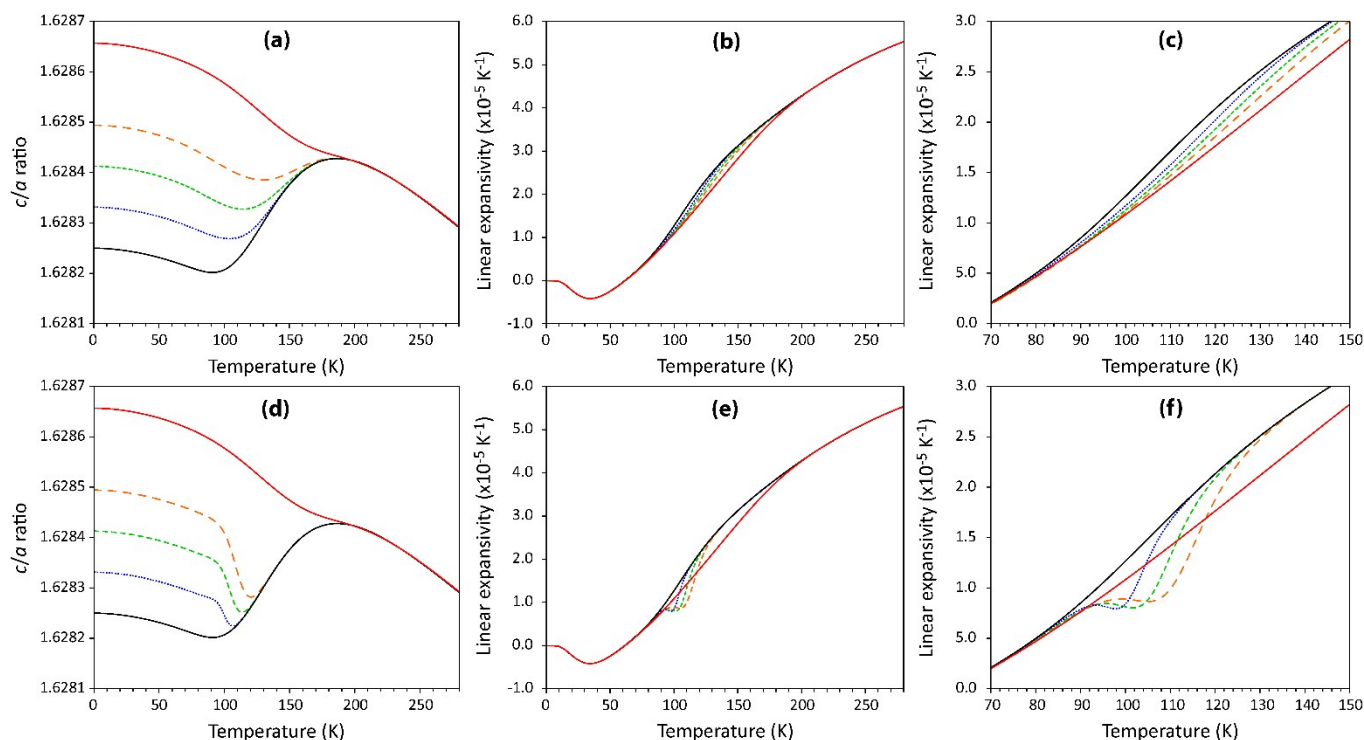 (a)
c/a ratio
1.6287
1.6286
1.6285
1.6284
1.6283
1.6282
1.6281
0 50 100 150 200 250
Temperature (K)
(b)
Linear expansivity (x10⁻⁵ K⁻¹)
6.0
5.0
4.0
3.0
2.0
1.0
0.0
-1.0
0 50 100 150 200 250
Temperature (K)
(c)
Linear expansivity (x10⁻⁵ K⁻¹)
3.0
2.5
2.0
1.5
1.0
5.0
0.0
70 80 90 100 110 120 130 140 150
Temperature (K)
(d)
c/a ratio
1.6287
1.6286
1.6285
1.6284
1.6283
1.6282
1.6281
0 50 100 150 200 250
Temperature (K)
(e)
Linear expansivity (x10⁻⁵ K⁻¹)
6.0
5.0
4.0
3.0
2.0
1.0
0.0
-1.0
0 50 100 150 200 250
Temperature (K)
(f)
Linear expansivity (x10⁻⁵ K⁻¹)
3.0
2.5
2.0
1.5
1.0
5.0
0.0
70 80 90 100 110 120 130 140 150
Temperature (K)